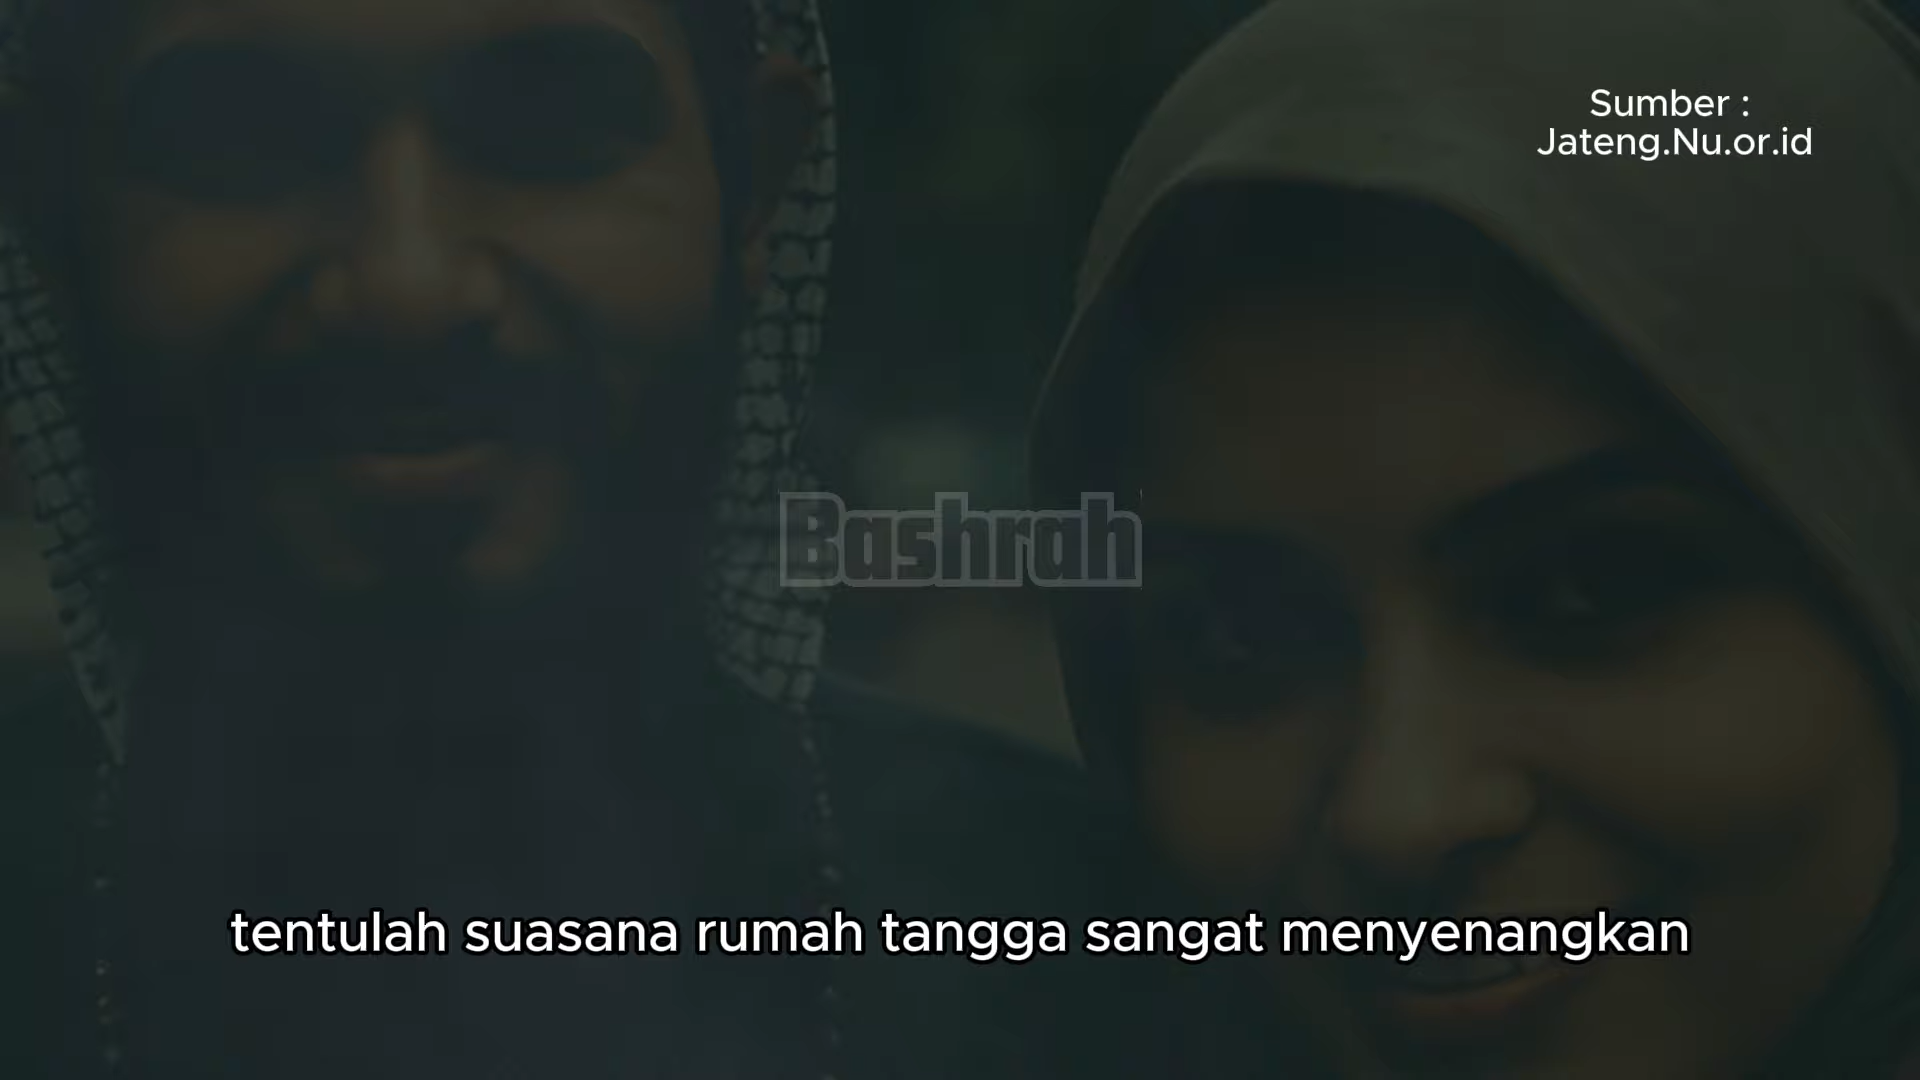 Sumber :
Jateng.Nu.or.id
Bashrah
tentulah suasana rumah tangga sangat menyenangkan